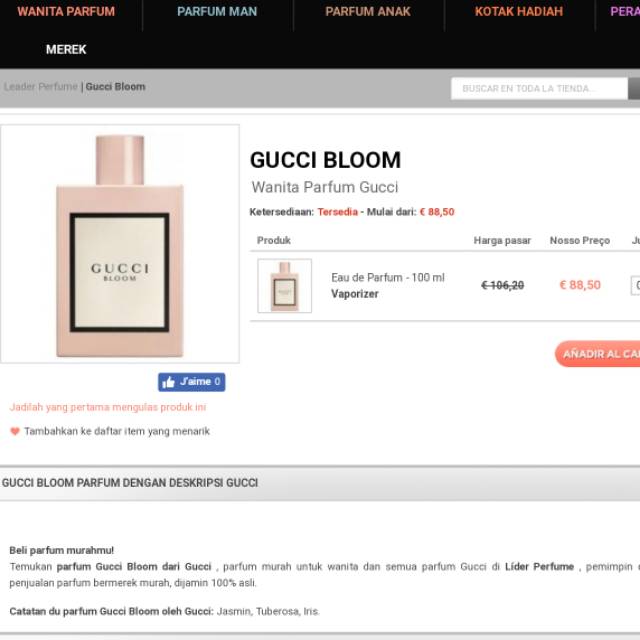 WANITA PARFUM PARFUM MAN PARFUM ANAK KOTAK HADIAH
MEREK
Leader Perfume | Gucci Bloom
BUSCAR EN TODA LA TIENDA...
GUCCI BLOOM
Wanita Parfum Gucci
Ketersediaan: Tersedia - Mulai dari: € 88,50
Produk Harga pasar Nosso Preço
Eau de Parfum - 100 ml
Vaporizer
€ 106,20 € 88,50
GUCCI
BLOOM
AÑADIR AL
J'aime 0
Jadilah yang pertama mengulas produk ini
Tambahkan ke daftar item yang menarik
GUCCI BLOOM PARFUM DENGAN DESKRIPSI GUCCI
Beli parfum murahmu!
Temukan parfum Gucci Bloom dari Gucci , parfum murah untuk wanita dan semua parfum Gucci di Líder Perfume , pemimpin
penjualan parfum bermerek murah, dijamin 100% asli.
Catatan du parfum Gucci Bloom oleh Gucci: Jasmin, Tuberosa, Iris.